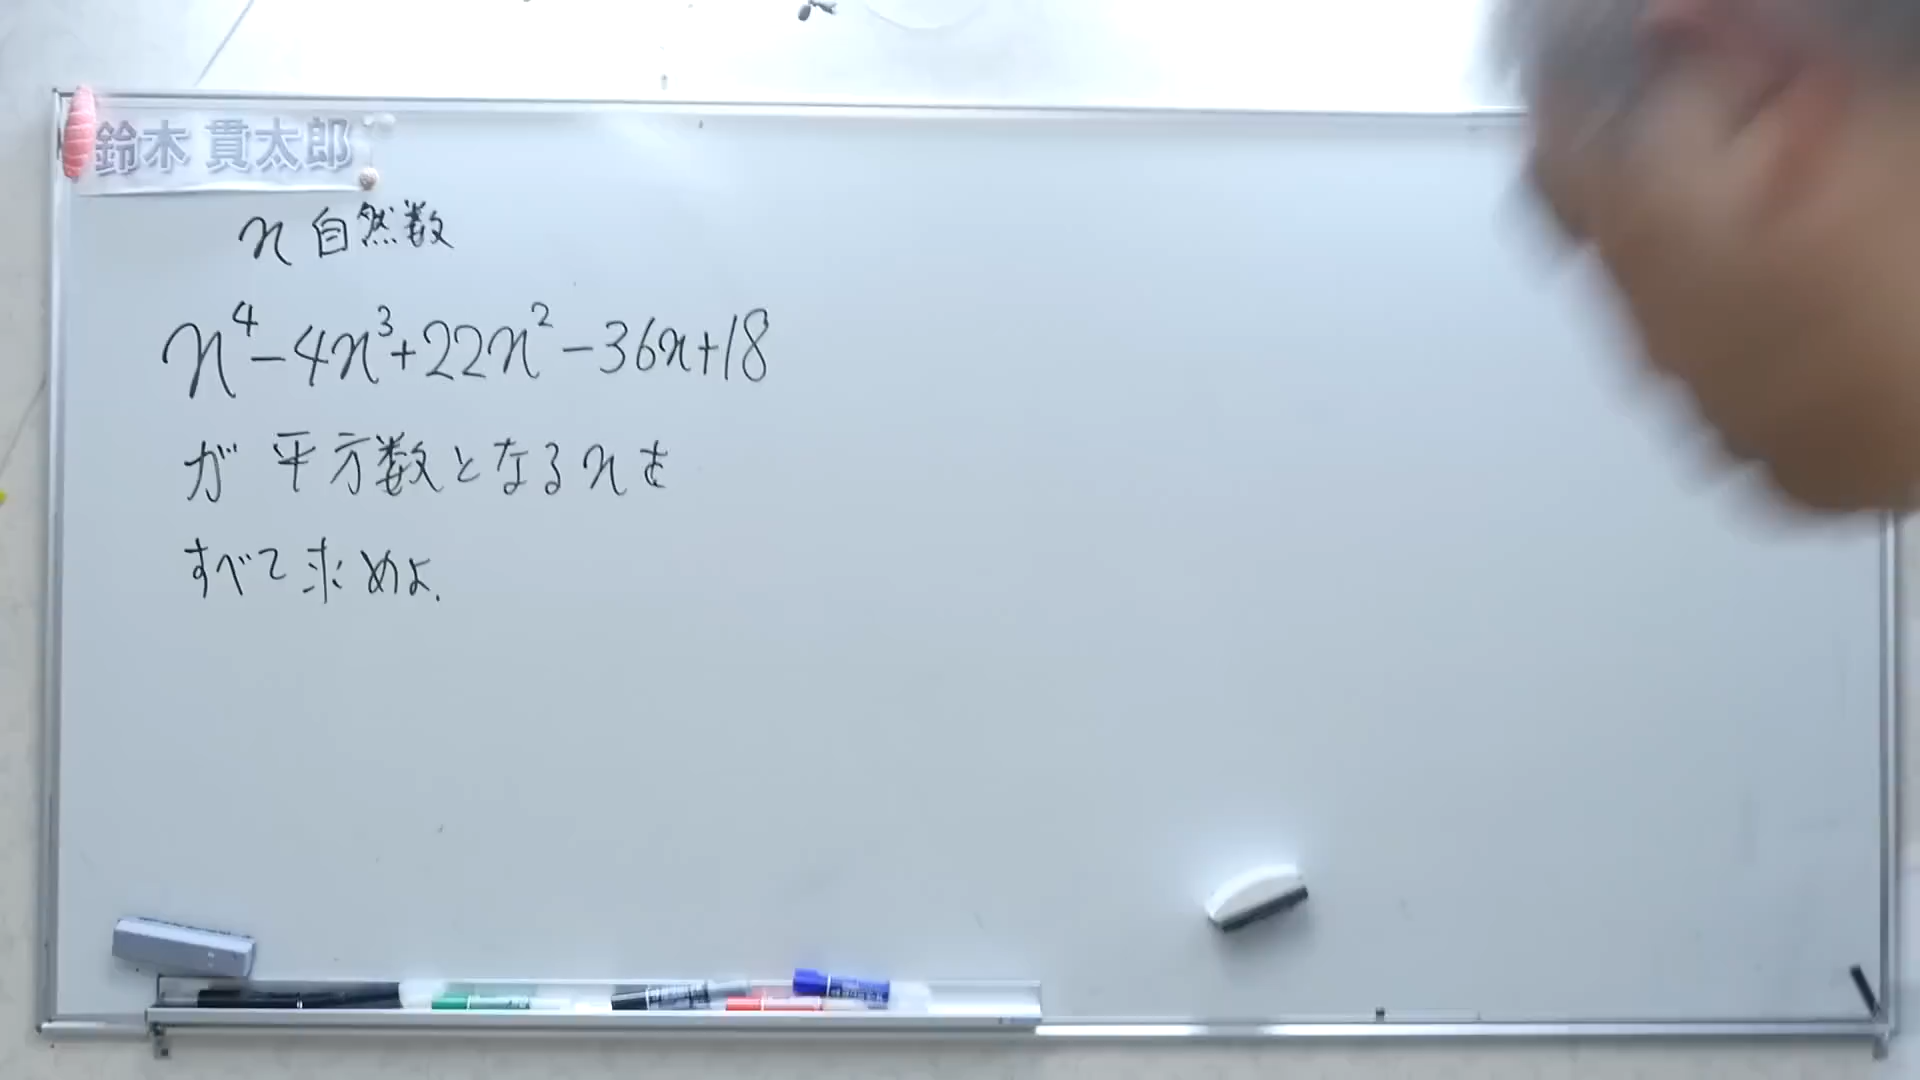 鈴木 貫太郎
n 自然数
n⁴-4n³+22n²-36n+18
が 平方数となるnを
すべて求めよ.